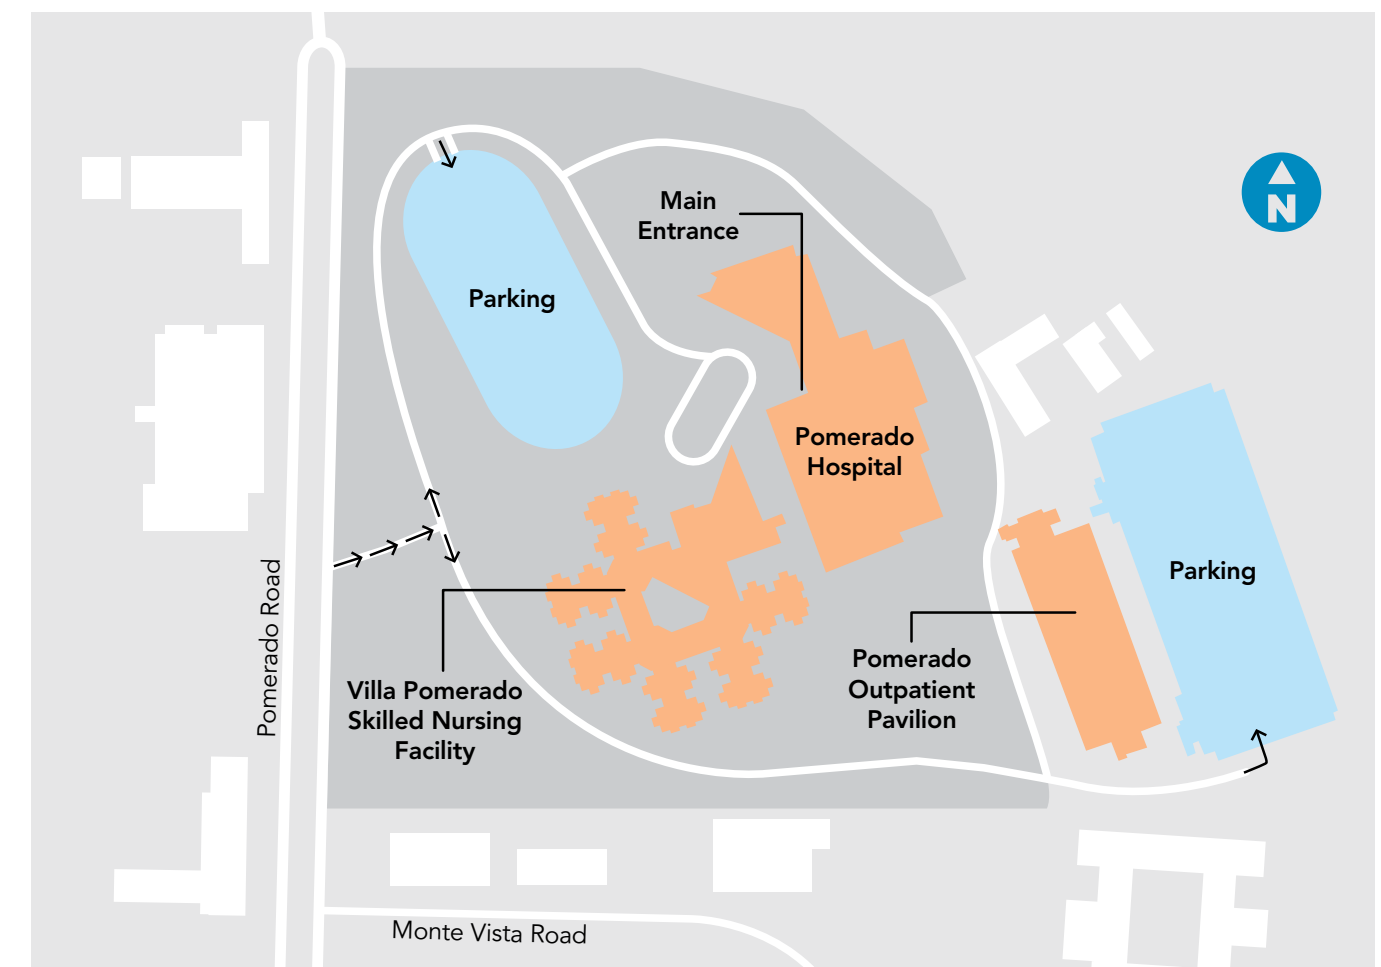 Main
Entrance
N
Parking
Pomerado
Hospital
Parking
Pomerado Road
Villa Pomerado
Skilled Nursing
Facility
Pomerado
Outpatient
Pavilion
Monte Vista Road